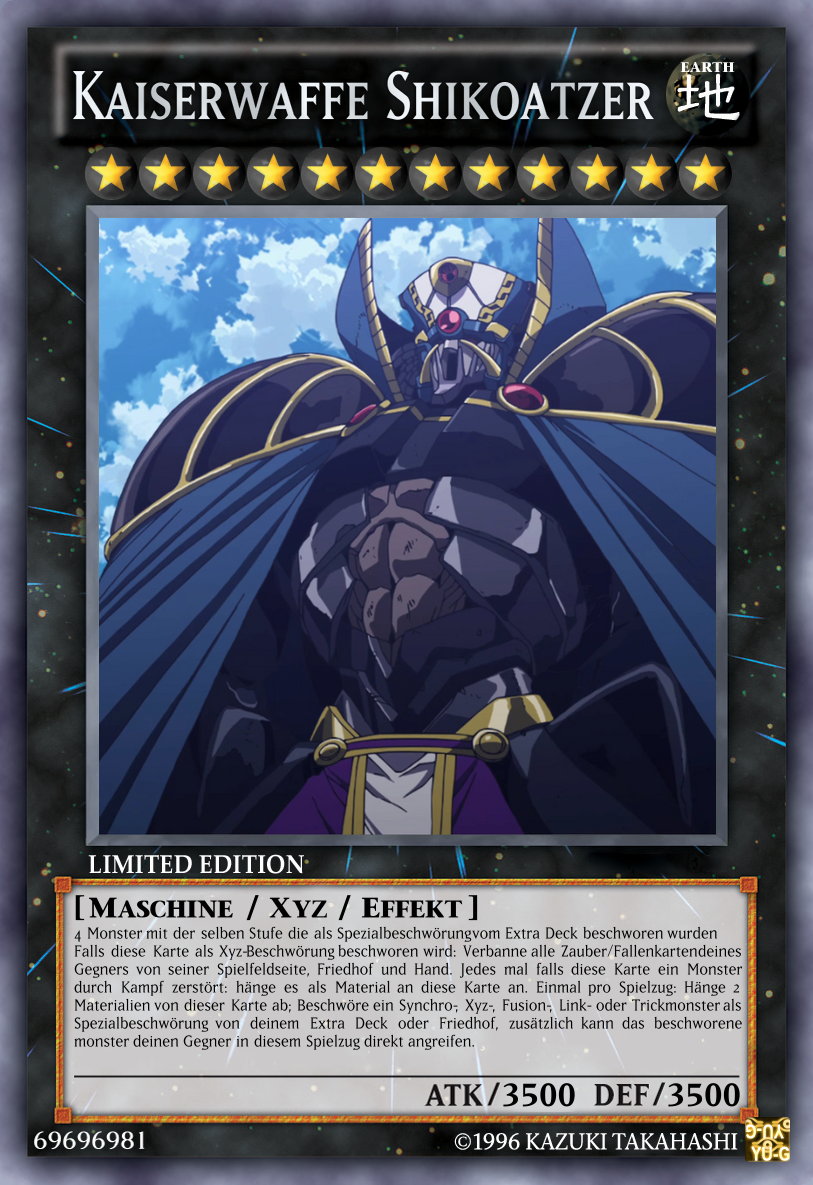 KAISERWAFFE SHIKOATZER
EARTH
地
LIMITED EDITION
[ MASCHINE / XYZ / EFFEKT ]
4 Monster mit der selben Stufe die als Spezialbeschwörungvom Extra Deck beschworen wurden
Falls diese Karte als Xyz-Beschwörung beschworen wird: Verbanne alle Zauber/Fallenkartendeines
Gegners von seiner Spielfeldseite, Friedhof und Hand. Jedes mal falls diese Karte ein Monster
durch Kampf zerstört: hänge es als Material an diese Karte an. Einmal pro Spielzug: Hänge 2
Materialien von dieser Karte ab; Beschwöre ein Synchro-, Xyz-, Fusion-, Link- oder Trickmonster als
Spezialbeschwörung von deinem Extra Deck oder Friedhof, zusätzlich kann das beschworene
monster deinen Gegner in diesem Spielzug direkt angreifen.
ATK/3500 DEF/3500
69696981
©1996 KAZUKI TAKAHASHI